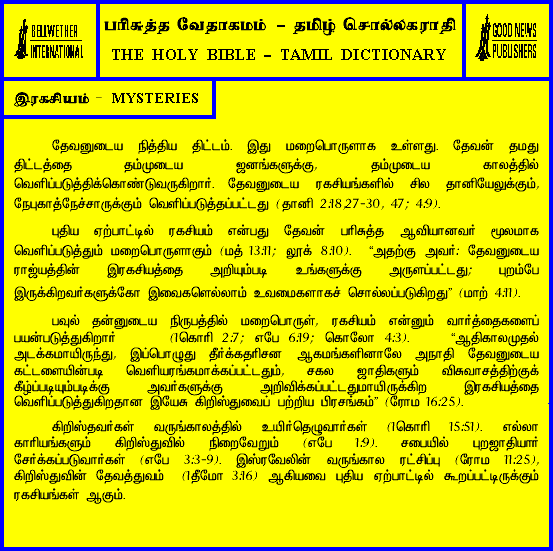 BELLWETHER
INTERNATIONAL
பரிசுத்த வேதாகமம் - தமிழ் சொல்லகராதி
THE HOLY BIBLE - TAMIL DICTIONARY
GOOD NEWS
PUBLISHERS
இரகசியம் - MYSTERIES
தேவனுடைய நித்திய திட்டம். இது மறைபொருளாக உள்ளது. தேவன் தமது
திட்டத்தை தம்முடைய ஜனங்களுக்கு, தம்முடைய காலத்தில்
வெளிப்படுத்திக்கொண்டுவருகிறார். தேவனுடைய ரகசியங்களில் சில தானியேலுக்கும்,
நேபுகாத்நேச்சாருக்கும் வெளிப்படுத்தப்பட்டது (தானி 2:18,27-30, 47; 4:9).
புதிய ஏற்பாட்டில் ரகசியம் என்பது தேவன் பரிசுத்த ஆவியானவர் மூலமாக
வெளிப்படுத்தும் மறைபொருளாகும் (மத் 13:11; லூக் 8:10). "அதற்கு அவர்: தேவனுடைய
ராஜ்யத்தின் இரகசியத்தை அறியும்படி உங்களுக்கு அருளப்பட்டது; புறம்பே
இருக்கிறவர்களுக்கோ இவைகளெல்லாம் உவமைகளாகச் சொல்லப்படுகிறது" (மாற் 4:11).
பவுல் தன்னுடைய நிருபத்தில் மறைபொருள், ரகசியம் என்னும் வார்த்தைகளைப்
பயன்படுத்துகிறார் (1கொரி 2:7; எபே 6:19; கொலோ 4:3). "ஆதிகாலமுதல்
அடக்கமாயிருந்து, இப்பொழுது தீர்க்கதரிசன ஆகமங்களினாலே அநாதி தேவனுடைய
கட்டளையின்படி வெளியரங்கமாக்கப்பட்டதும், சகல ஜாதிகளும் விசுவாசத்திற்குக்
கீழ்ப்படியும்படிக்கு அவர்களுக்கு அறிவிக்கப்பட்டதுமாயிருக்கிற இரகசியத்தை
வெளிப்படுத்துகிறதான இயேசு கிறிஸ்துவைப் பற்றிய பிரசங்கம்" (ரோம 16:25).
கிறிஸ்தவர்கள் வருங்காலத்தில் உயிர்தெழுவார்கள் (1கொரி 15:51). எல்லா
காரியங்களும் கிறிஸ்துவில் நிறைவேறும் (எபே 1:9). சபையில் புறஜாதியார்
சேர்க்கப்படுவார்கள் (எபே 3:3-9). இஸ்ரவேலின் வருங்கால ரட்சிப்பு (ரோம 11:25),
கிறிஸ்துவின் தேவத்துவம் (1தீமோ 3:16) ஆகியவை புதிய ஏற்பாட்டில் கூறப்பட்டிருக்கும்
ரகசியங்கள் ஆகும்.